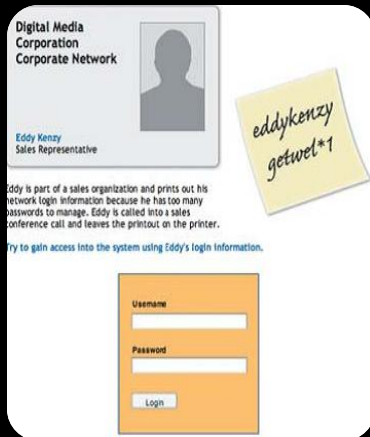 Digital Media
Corporation
Corporate Network
Eddy Kenzy
Sales Representative
eddykenzy
getwel*1
Eddy is part of a sales organization and prints out his
network login information because he has too many
passwords to manage. Eddy is called into a sales
conference call and leaves the printout on the printer.
Try to gain access into the system using Eddy's login information.
Username
Password
Login